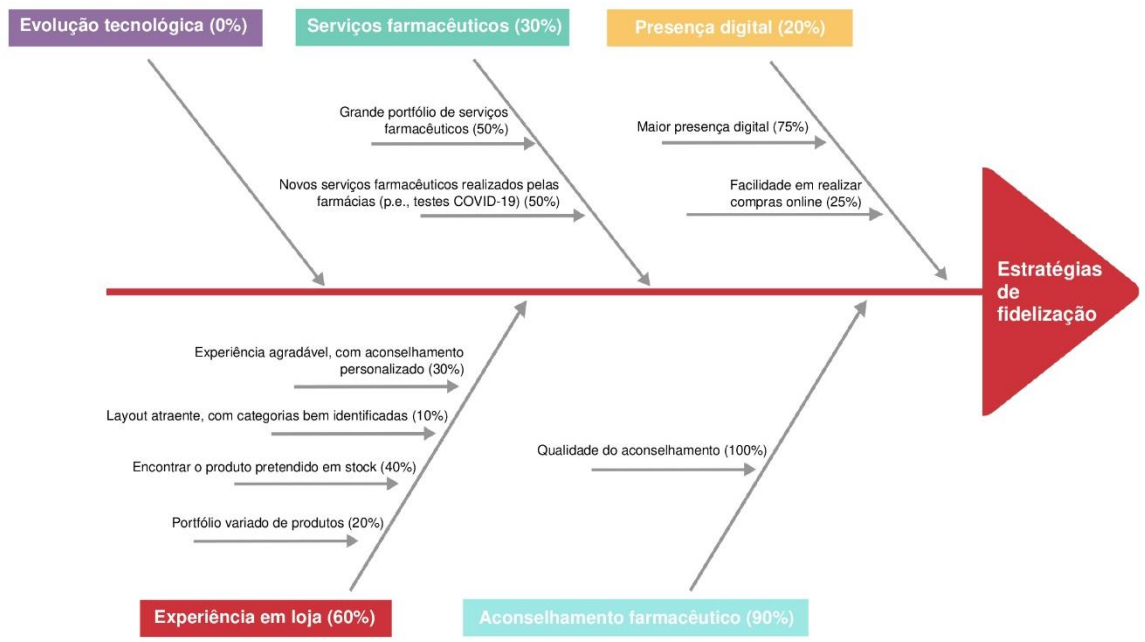 Evolução tecnológica (0%)
Serviços farmacêuticos (30%)
Presença digital (20%)
Grande portfólio de serviços
farmacêuticos (50%)
Novos serviços farmacêuticos realizados pelas
farmácias (p.e., testes COVID-19) (50%)
Maior presença digital (75%)
Facilidade em realizar
compras online (25%)
Estratégias
de
fidelização
Experiência agradável, com aconselhamento
personalizado (30%)
Layout atraente, com categorias bem identificadas (10%)
Encontrar o produto pretendido em stock (40%)
Portfólio variado de produtos (20%)
Qualidade do aconselhamento (100%)
Experiência em loja (60%)
Aconselhamento farmacêutico (90%)